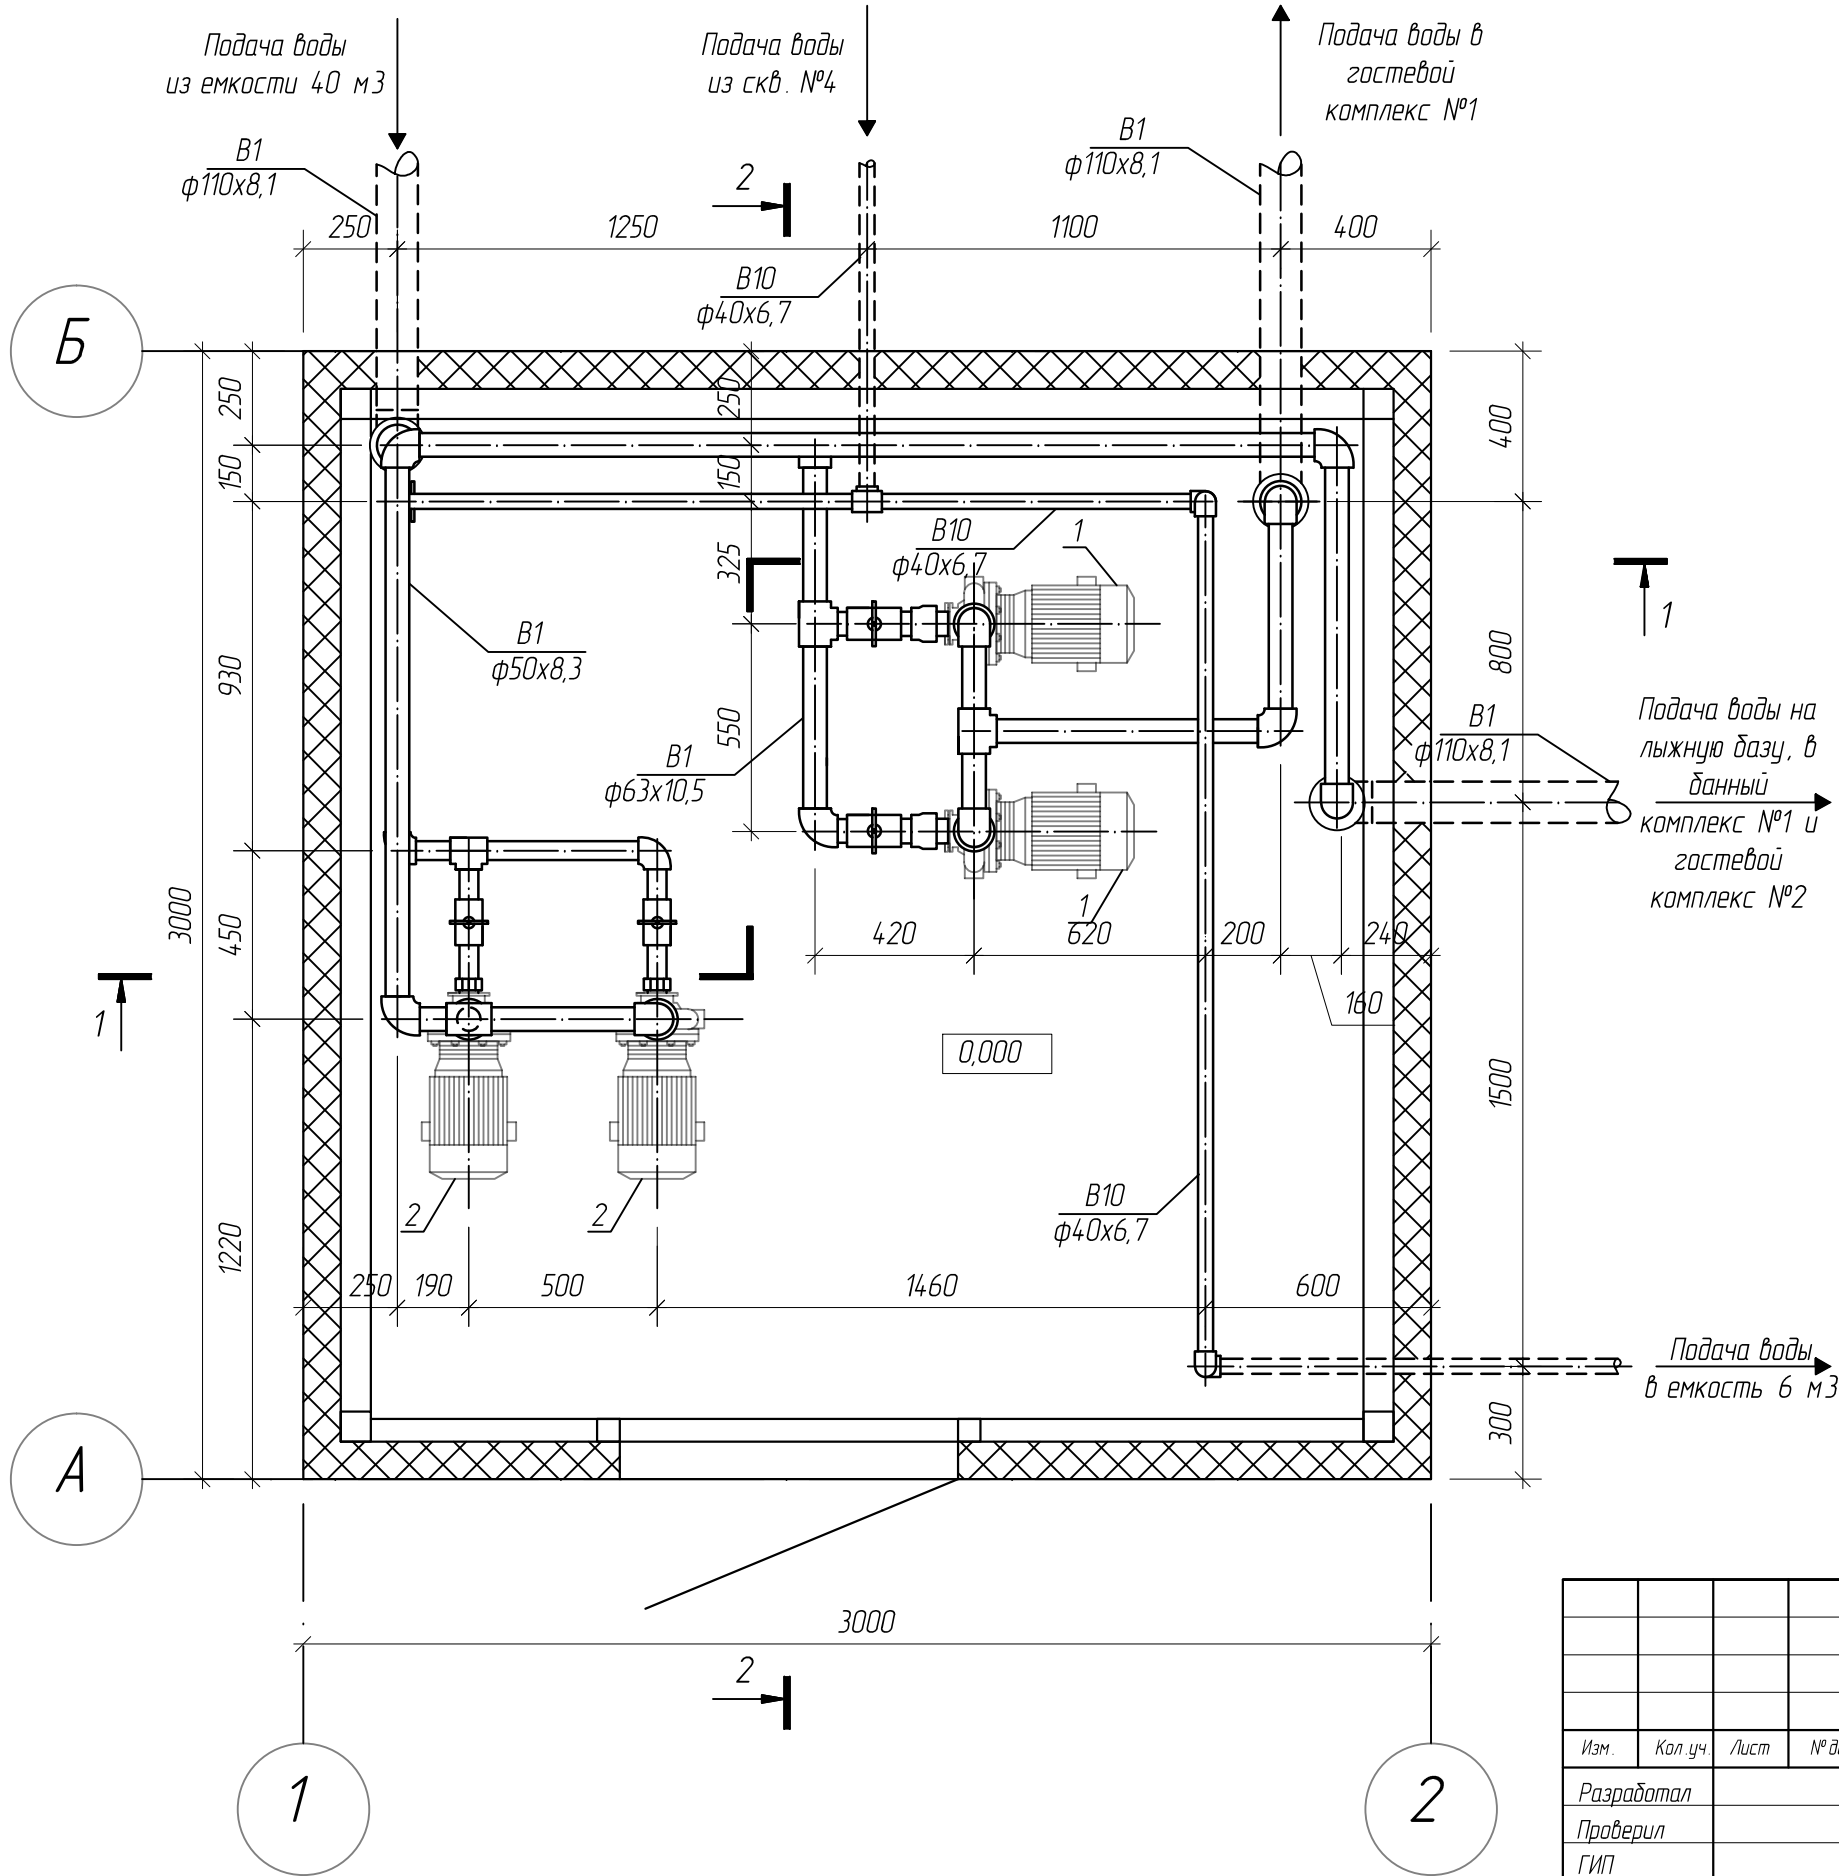 Подача воды
из емкости 40 м3
Подача воды
из скв. №4
Подача воды в
гостевой
комплекс №1
В1
ф110х8,1
2
В1
ф110х8,1
250
1250
1100
400
В10
ф40х6,7
Б
250
150
930
450
1220
3000
250
150
325
550
400
800
1500
300
В10
ф40х6,7
1
1
В1
ф50х8,3
В1
ф63х10,5
В1
ф110х8,1
Подача воды на
лыжную базу, в
банный
комплекс №1 и
гостевой
комплекс №2
1
420
620
200
240
160
1
0,000
2
2
В10
ф40х6,7
250
190
500
1460
600
Подача воды
в емкость 6 м3
А
3000
2
1
2
Изм.
Кол.уч.
Лист
Разработал
Проверил
ГИП